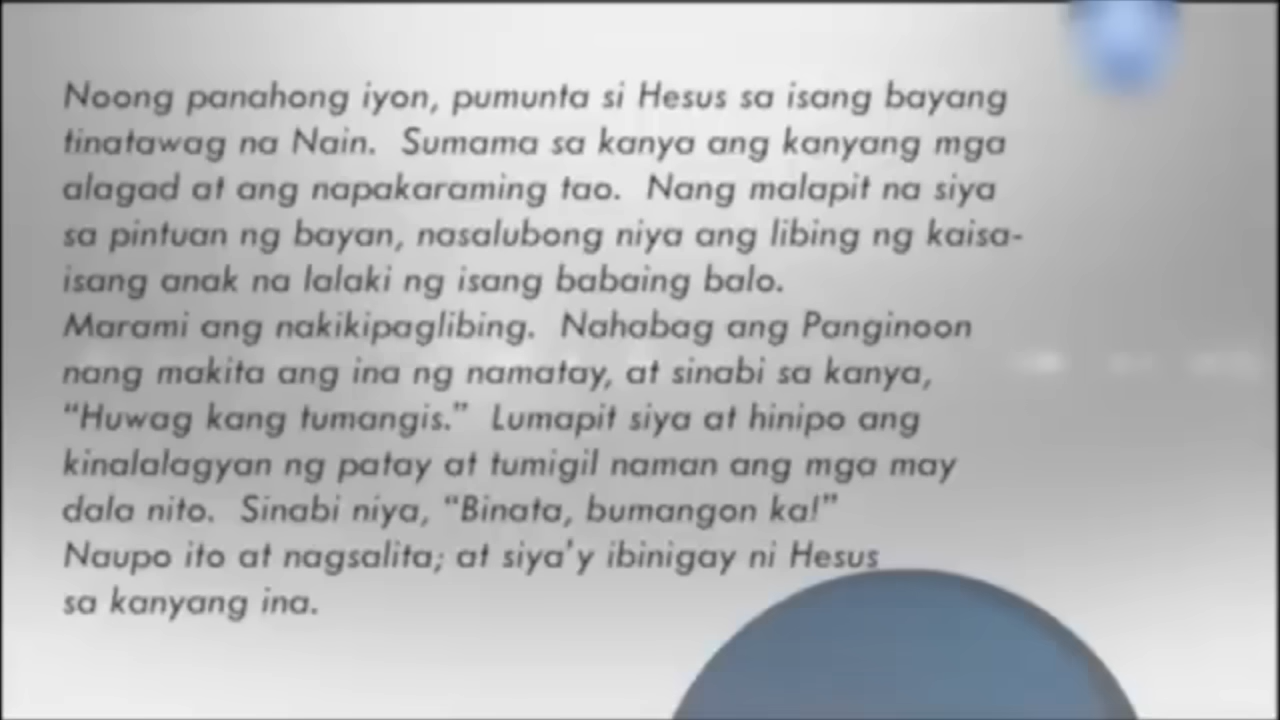 Noong panahong iyon, pumunta si Hesus sa isang bayang
tinatawag na Nain.  Sumama sa kanya ang kanyang mga
alagad at ang napakaraming tao.  Nang malapit na siya
sa pintuan ng bayan, nasalubong niya ang libing ng kaisa-
isang anak na lalaki ng isang babaing balo.
Marami ang nakikipaglibing.  Nahabag ang Panginoon
nang makita ang ina ng namatay, at sinabi sa kanya,
“Huwag kang tumangis.”  Lumapit siya at hinipo ang
kinalalagyan ng patay at tumigil naman ang mga may
dala nito.  Sinabi niya, “Binata, bumangon ka!”
Naupo ito at nagsalita; at siya’y ibinigay ni Hesus
sa kanyang ina.